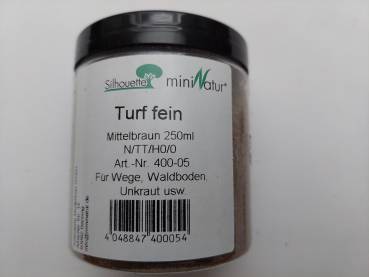 Silhouette miniNatur®
Turf fein
Mittelbraun 250ml
N/TT/H0/0
Art.-Nr. 400-05
Für Wege, Waldboden,
Unkraut usw.
4 048847 400054